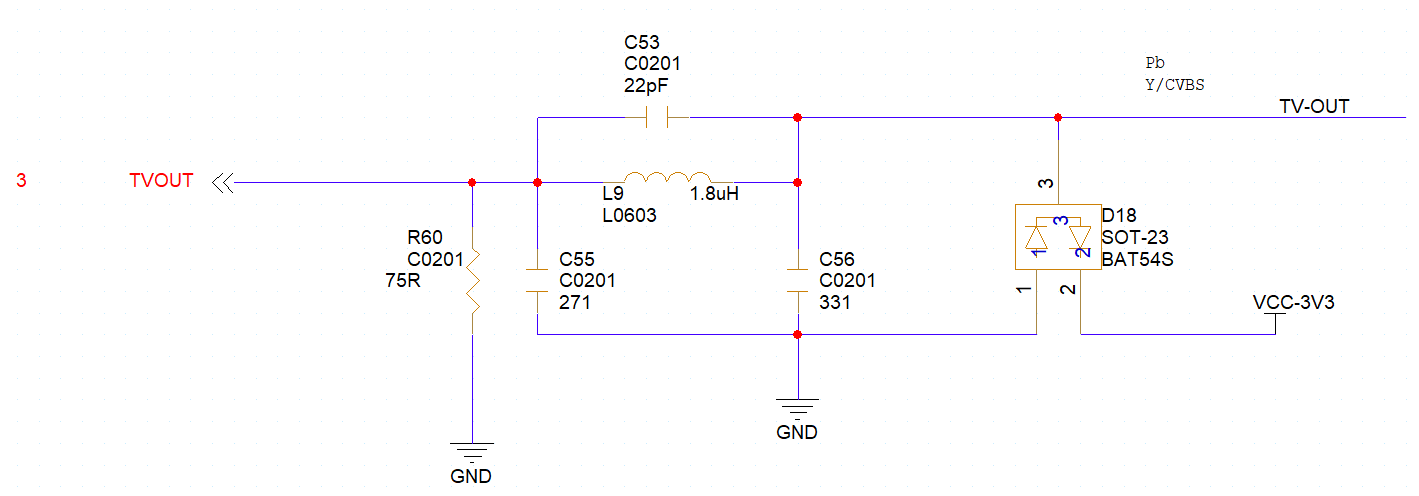 C53
C0201
22pF
Pb
Y/CVBS
TV-OUT
3
TVOUT
L9
1.8uH
L0603
R60
C0201
75R
C55
C0201
271
C56
C0201
331
3
3
1
2
D18
SOT-23
BAT54S
1
2
VCC-3V3
GND
GND